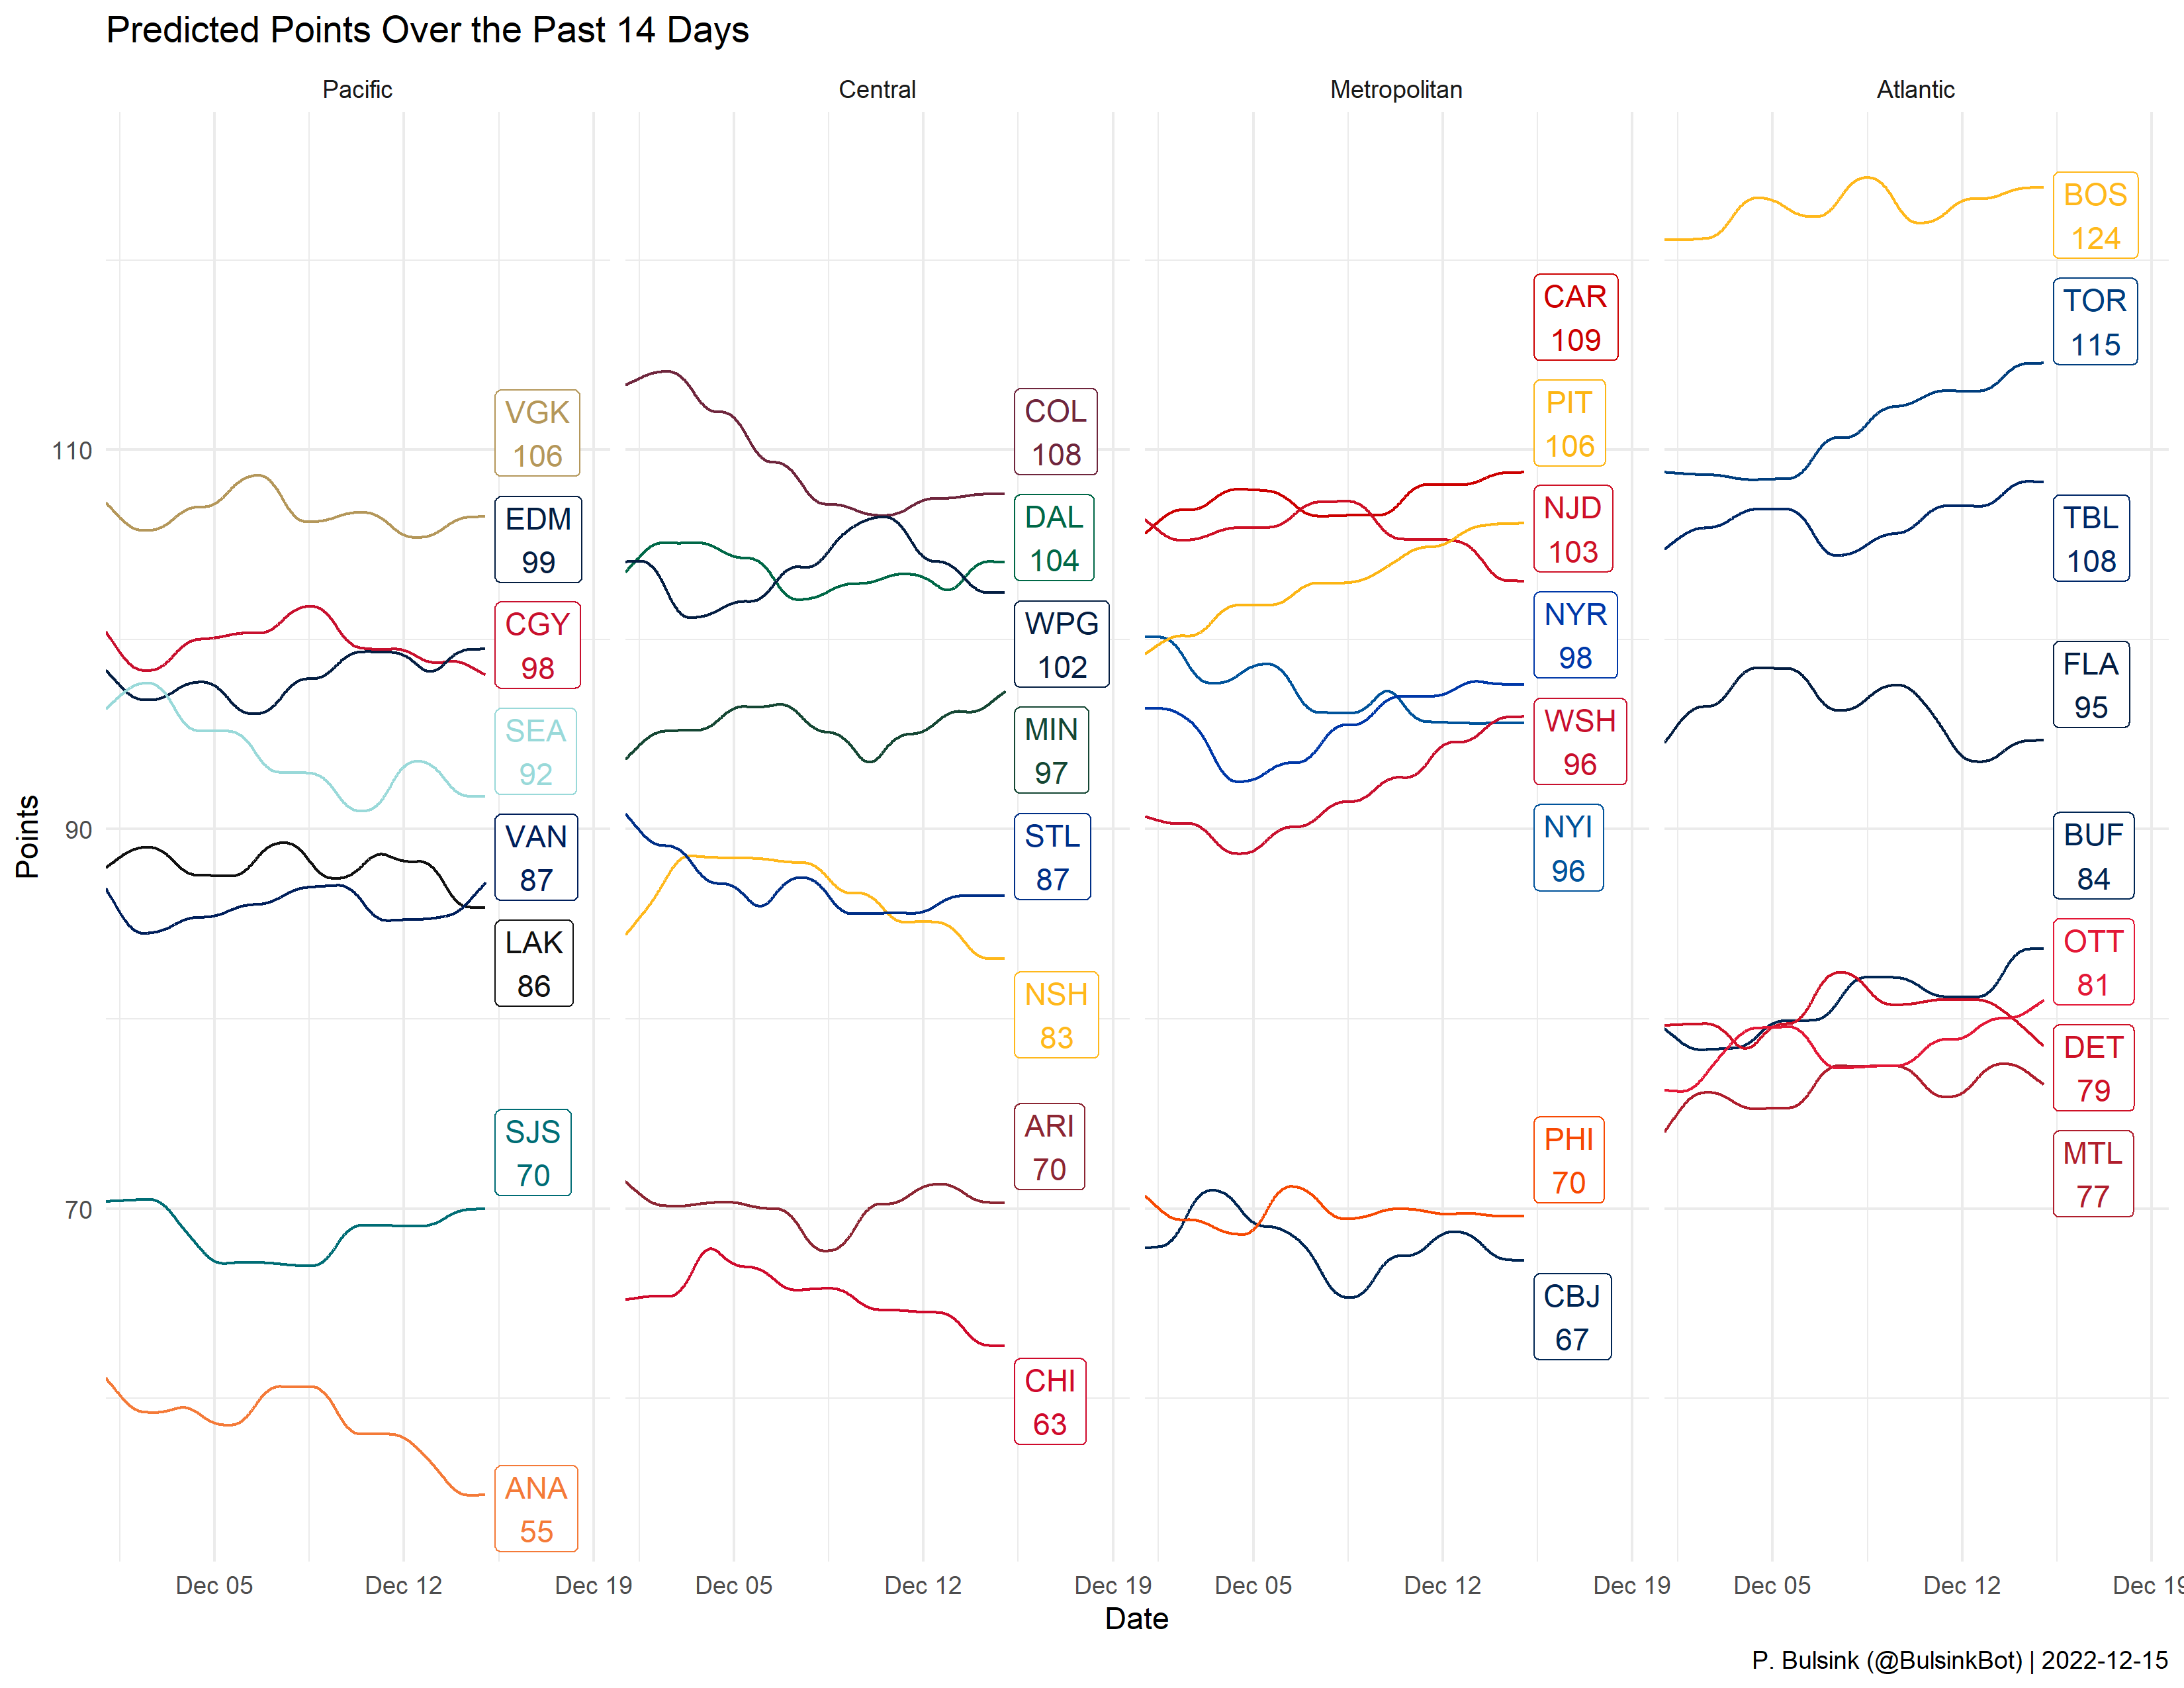 Predicted Points Over the Past 14 Days
Pacific
Central
Metropolitan
Atlantic
Points
110
90
70
VGK
106
EDM
99
CGY
98
SEA
92
VAN
87
LAK
86
SJS
70
ANA
55
COL
108
DAL
104
WPG
102
MIN
97
STL
87
NSH
83
ARI
70
CHI
63
CAR
109
PIT
106
NJD
103
NYR
98
WSH
96
NYI
96
PHI
70
CBJ
67
BOS
124
TOR
115
TBL
108
FLA
95
BUF
84
OTT
81
DET
79
MTL
77
Dec 05 Dec 12 Dec 19 Dec 05 Dec 12 Dec 19 Dec 05 Dec 12 Dec 19 Dec 05 Dec 12 Dec 19
Date
P. Bulsink (@BulsinkBot) | 2022-12-15